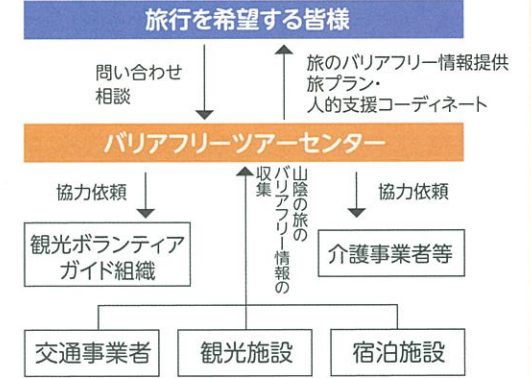 旅行を希望する皆様
問い合わせ
相談
旅のバリアフリー情報提供
旅プラン・
人的支援コーディネート
バリアフリーツアーセンター
協力依頼
山陰の旅の
バリアフリー情報の
収集
協力依頼
観光ボランティア
ガイド組織
介護事業者等
交通事業者
観光施設
宿泊施設